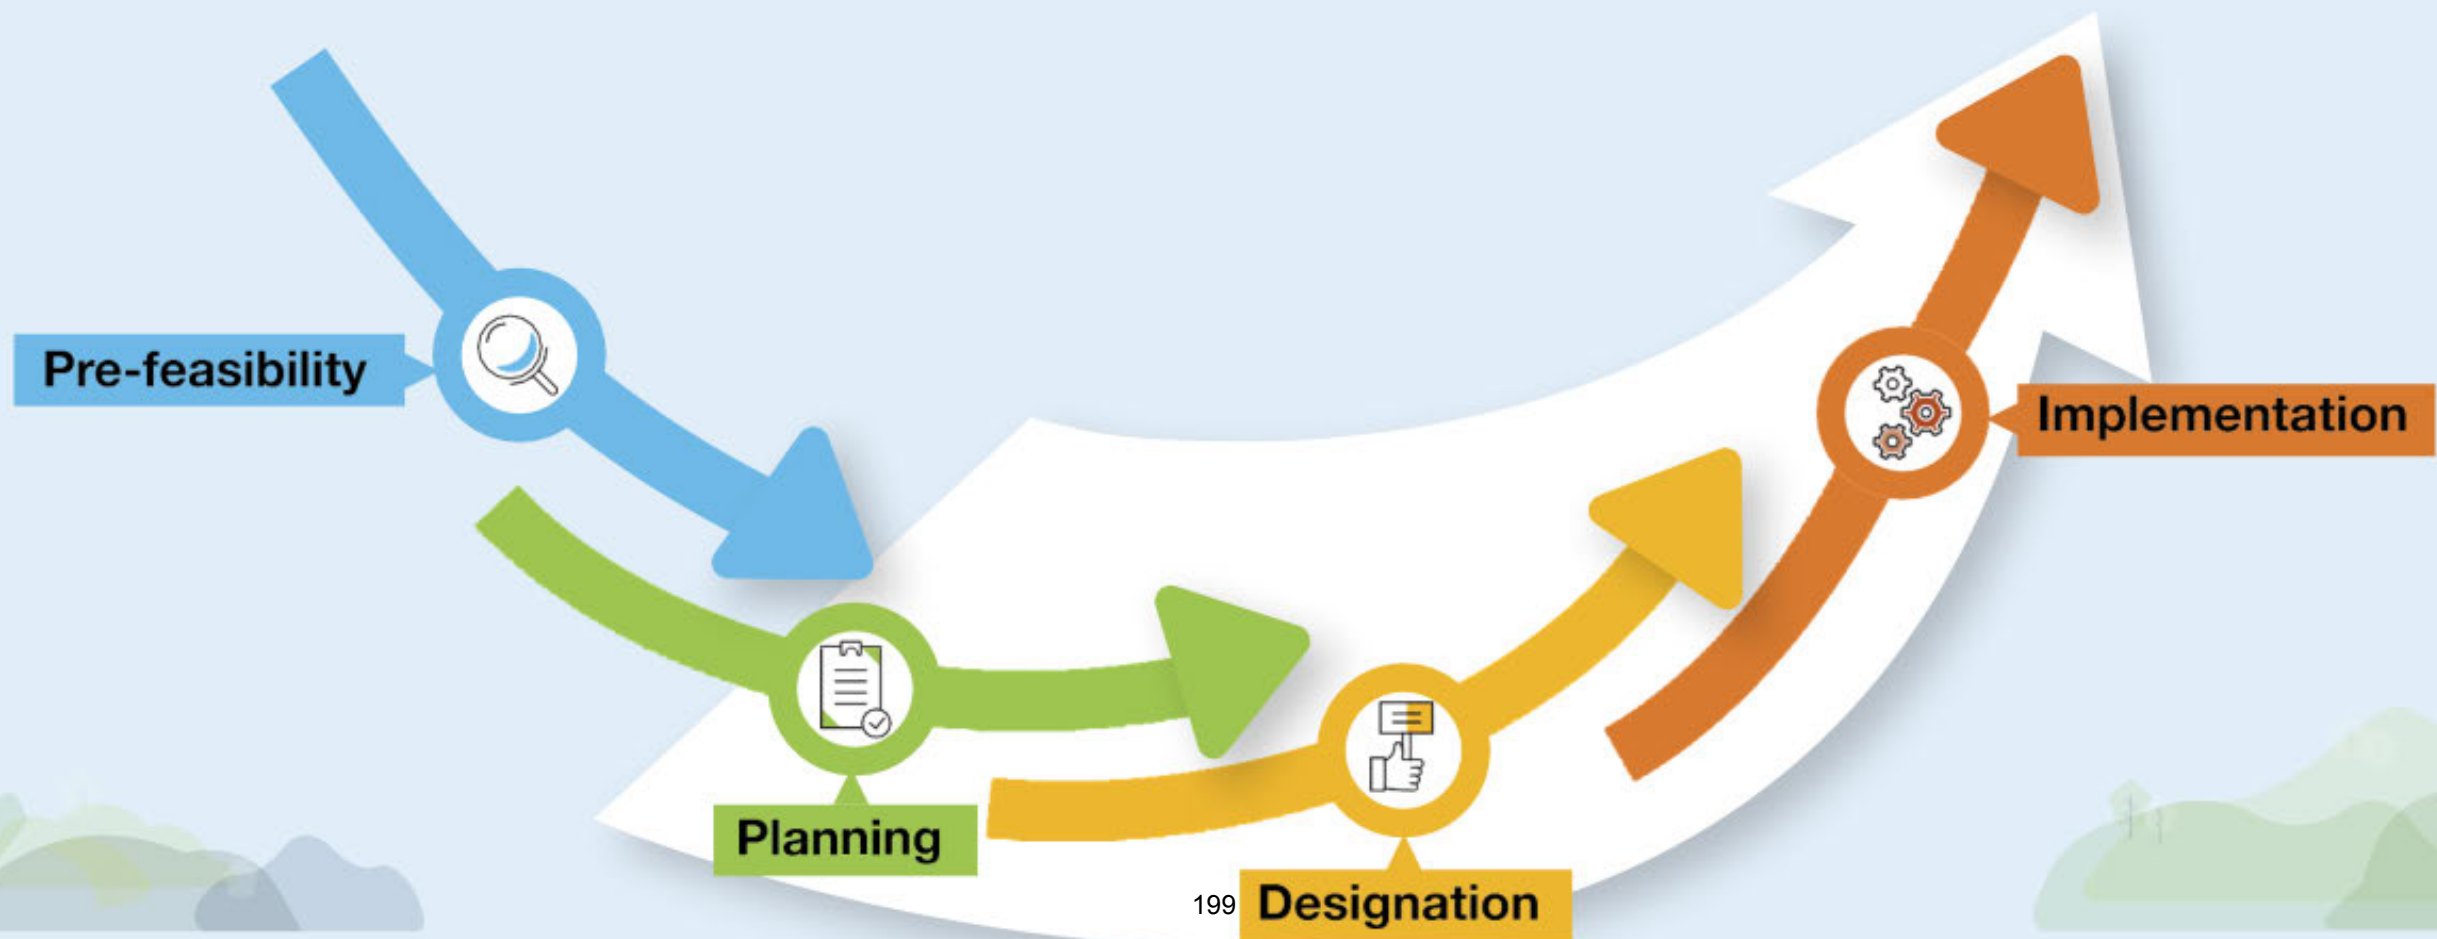 Pre-feasibility
Implementation
Planning
199
Designation